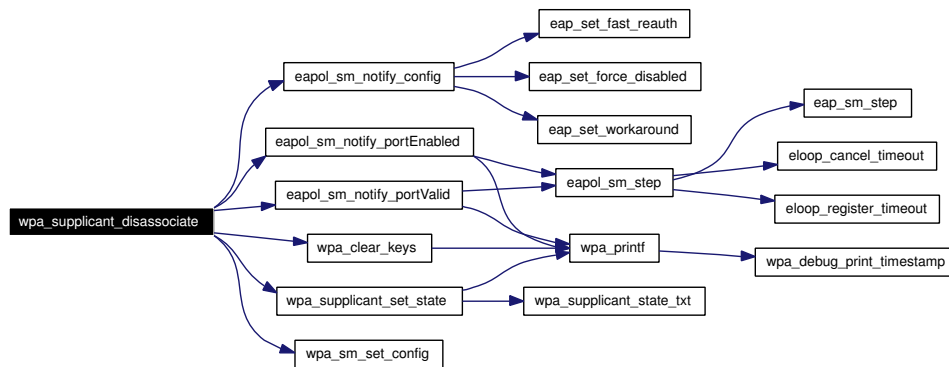 wpa_supplicant_disassociate
eapol_sm_notify_config
eapol_sm_notify_portEnabled
eapol_sm_notify_portValid
wpa_clear_keys
wpa_supplicant_set_state
wpa_sm_set_config
eap_set_fast_reauth
eap_set_force_disabled
eap_set_workaround
eapol_sm_step
wpa_printf
wpa_supplicant_state_txt
eap_sm_step
eloop_cancel_timeout
eloop_register_timeout
wpa_debug_print_timestamp